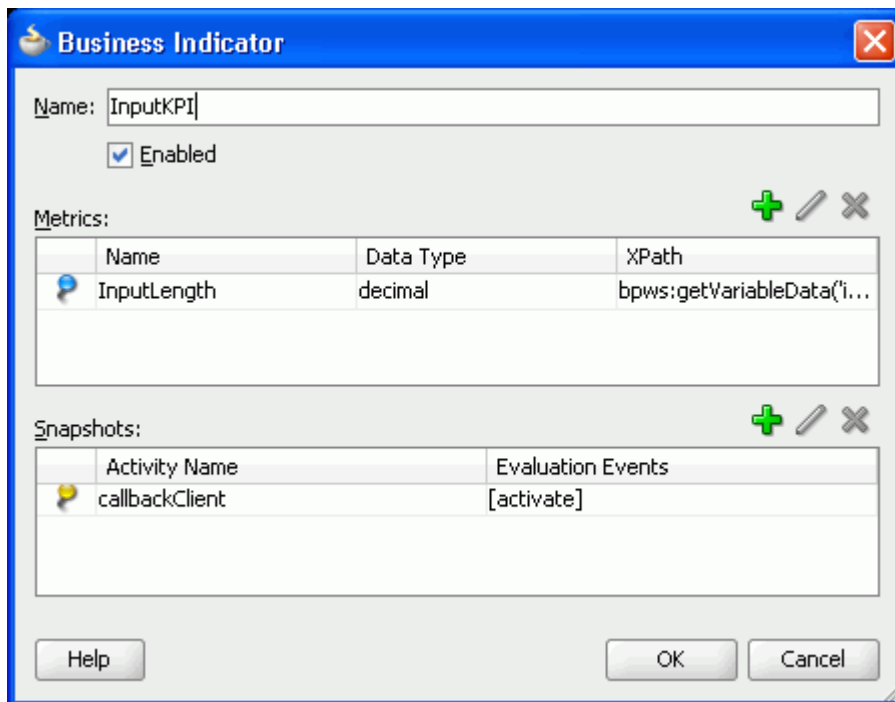 Business Indicator
Name: InputKPI
Enabled
Metrics:
Name Data Type XPath
InputLength decimal bpws:getVariableData('i...
Snapshots:
Activity Name Evaluation Events
callbackClient [activate]
Help OK Cancel